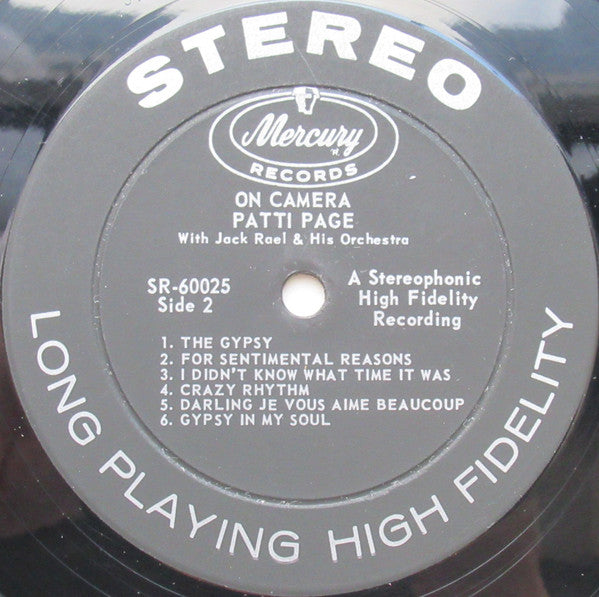 STEREO
Mercury
RECORDS
ON CAMERA
PATTI PAGE
With Jack Rael & His Orchestra
SR-60025
Side 2
A Stereophonic
High Fidelity
Recording
1. THE GYPSY
2. FOR SENTIMENTAL REASONS
3. I DIDN'T KNOW WHAT TIME IT WAS
4. CRAZY RHYTHM
5. DARLING JE VOUS AIME BEAUCOUP
6. GYPSY IN MY SOUL
LONG PLAYING HIGH FIDELITY